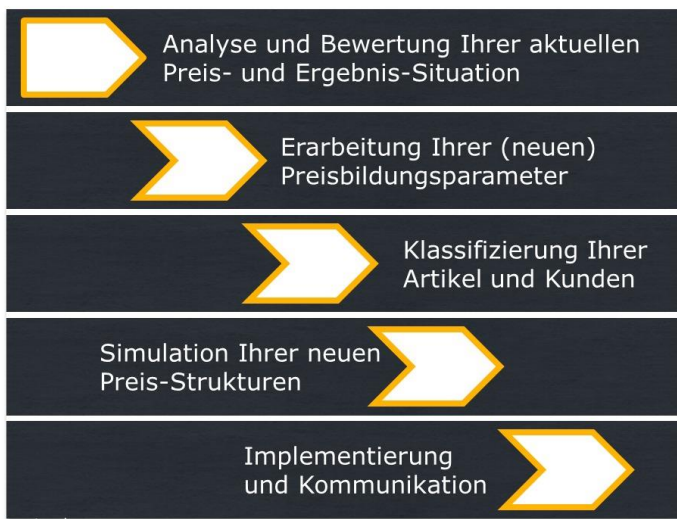 Analyse und Bewertung Ihrer aktuellen
Preis- und Ergebnis-Situation
Erarbeitung Ihrer (neuen)
Preisbildungsparameter
Klassifizierung Ihrer
Artikel und Kunden
Simulation Ihrer neuen
Preis-Strukturen
Implementierung
und Kommunikation